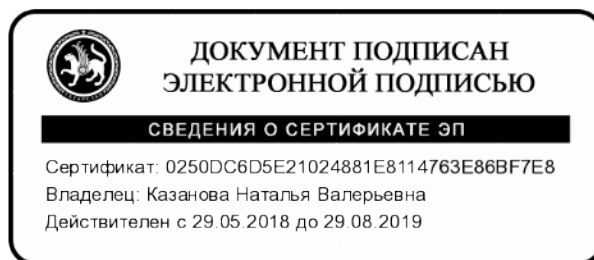 ДОКУМЕНТ ПОДПИСАН
ЭЛЕКТРОННОЙ ПОДПИСЬЮ
СВЕДЕНИЯ О СЕРТИФИКАТЕ ЭП
Сертификат: 0250DC6D5E21024881E8114763E86BF7E8
Владелец: Казанова Наталья Валерьевна
Действителен с 29.05.2018 до 29.08.2019